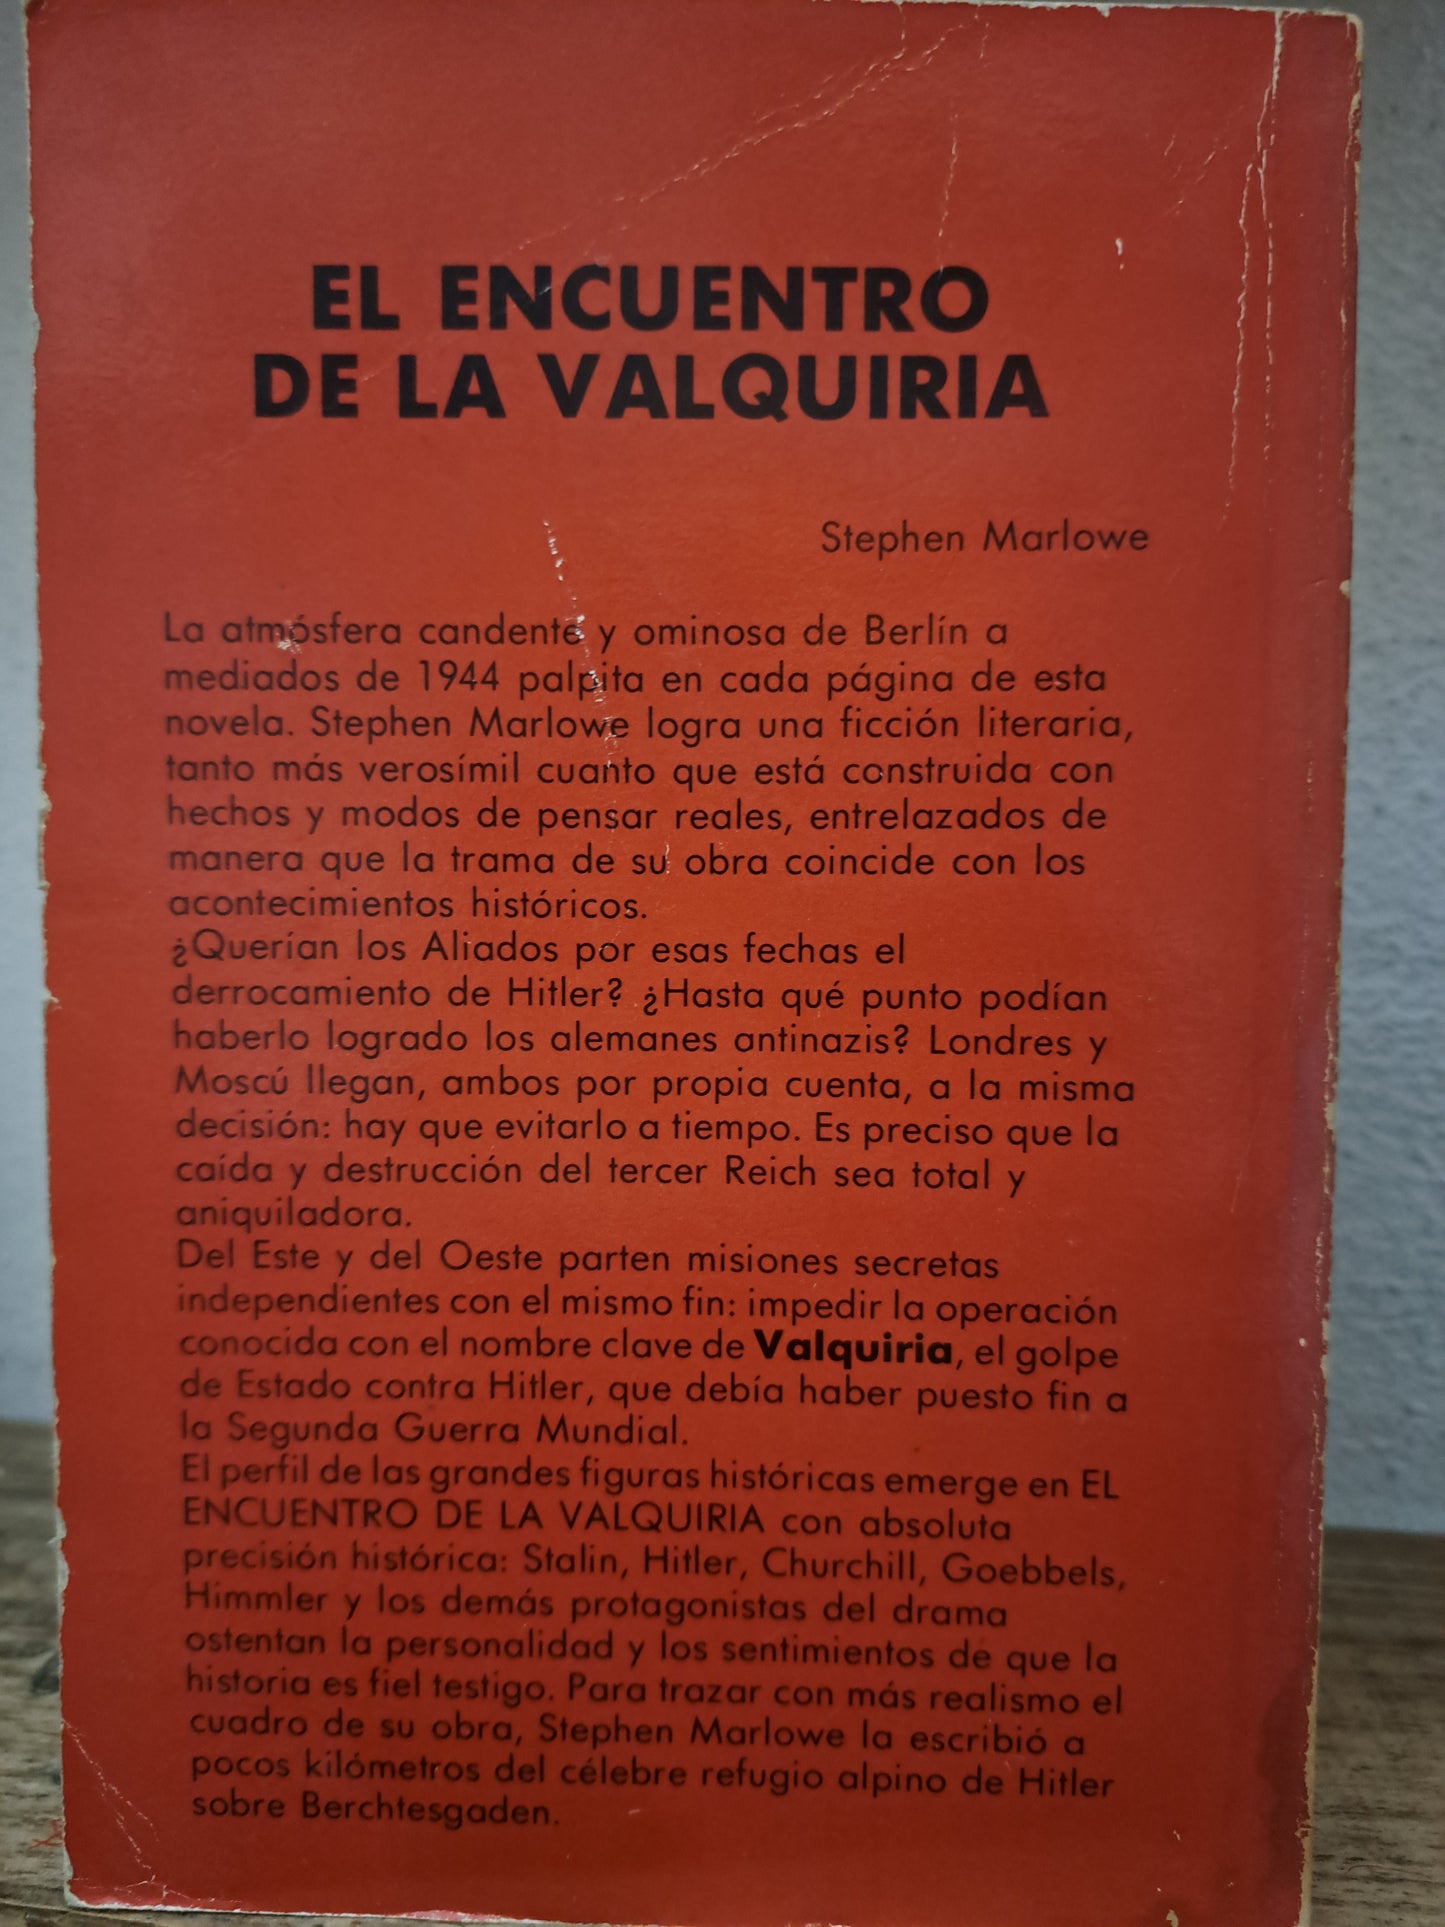 EL ENCUENTRO
DE LA VALQUIRIA
Stephen Marlowe
La atmósfera candente y ominosa de Berlín a
mediados de 1944 palpita en cada página de esta
novela. Stephen Marlowe logra una ficción literaria,
tanto más verosímil cuanto que está construida con
hechos y modos de pensar reales, entrelazados de
manera que la trama de su obra coincide con los
acontecimientos históricos.
¿Querían los Aliados por esas fechas el
derrocamiento de Hitler? ¿Hasta qué punto podían
haberlo logrado los alemanes antinazis? Londres y
Moscú llegan, ambos por propia cuenta, a la misma
decisión: hay que evitarlo a tiempo. Es preciso que la
caída y destrucción del tercer Reich sea total y
aniquiladora.
Del Este y del Oeste parten misiones secretas
independientes con el mismo fin: impedir la operación
conocida con el nombre clave de Valquiria, el golpe
de Estado contra Hitler, que debía haber puesto fin a
la Segunda Guerra Mundial.
El perfil de las grandes figuras históricas emerge en EL
ENCUENTRO DE LA VALQUIRIA con absoluta
precisión histórica: Stalin, Hitler, Churchill, Goebbels,
Himmler y los demás protagonistas del drama
ostentan la personalidad y los sentimientos de que la
historia es fiel testigo. Para trazar con más realismo el
cuadro de su obra, Stephen Marlowe la escribió a
pocos kilómetros del célebre refugio alpino de Hitler
sobre Berchtesgaden.